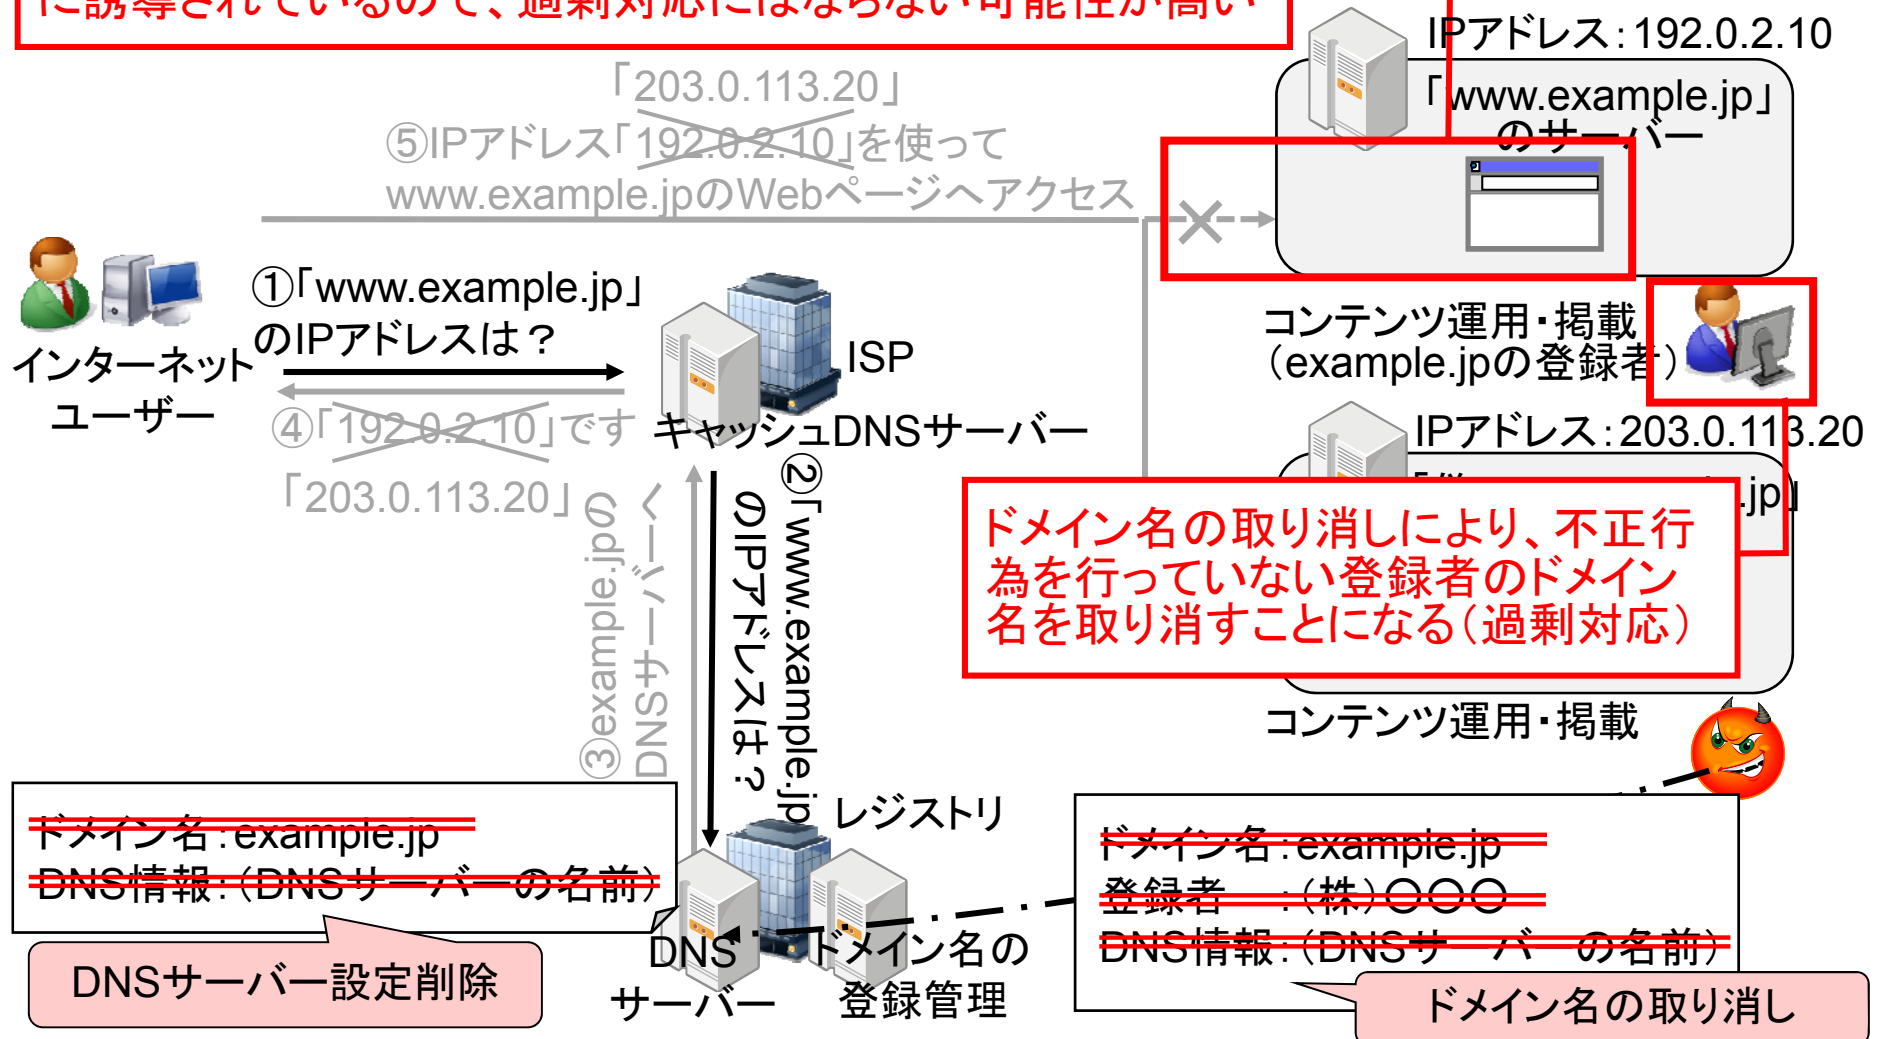 に誘導されているので、過剰対応にはならない可能性が高い
IPアドレス：192.0.2.10
「www.example.jp」
のサーバー
「203.0.113.20」
⑤IPアドレス「192.0.2.10」を使って
www.example.jpのWebページへアクセス
①「www.example.jp」
のIPアドレスは？
インターネット
ユーザー
ISP
キャッシュDNSサーバー
④「192.0.2.10」です
「203.0.113.20」
コンテンツ運用・掲載
（example.jpの登録者）
IPアドレス：203.0.113.20
.jp」
②「www.example.jp
のIPアドレスは？
③example.jpの
DNSサーバーへ
ドメイン名の取り消しにより、不正行
為を行っていない登録者のドメイン
名を取り消すことになる（過剰対応）
コンテンツ運用・掲載
レジストリ
ドメイン名：example.jp
DNS情報：（DNSサーバーの名前）
DNSサーバー設定削除
DNS
サーバー
ドメイン名の
登録管理
ドメイン名：example.jp
登録者　：（株）〇〇〇
DNS情報：（DNSサーバーの名前）
ドメイン名の取り消し